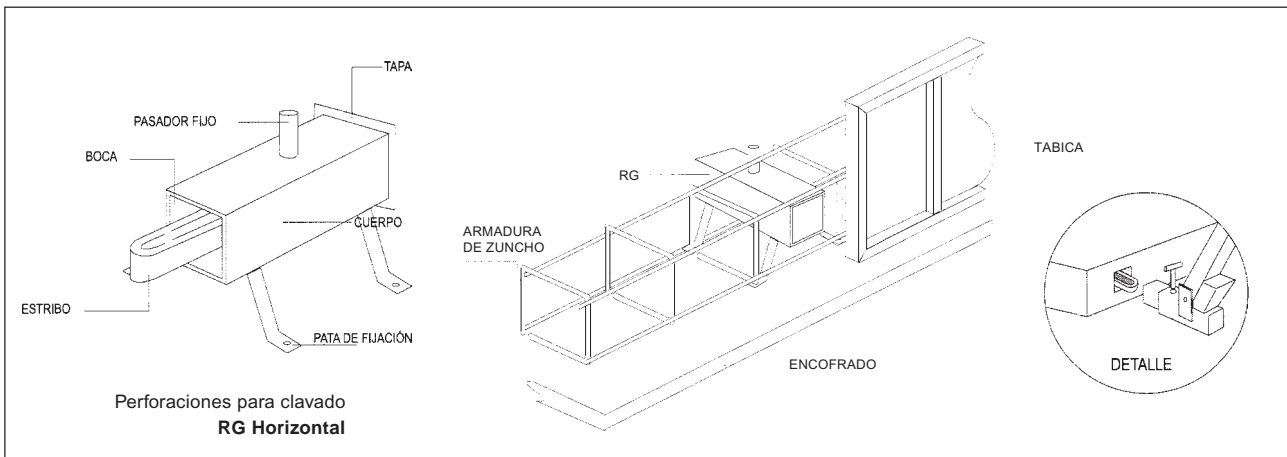 TAPA
PASADOR FIJO
BOCA
CUERPO
ESTRIBO
PATA DE FIJACIÓN
Perforaciones para clavado
RG Horizontal
RG
ARMADURA
DE ZUNCHO
ENCOFRADO
TABICA
DETALLE